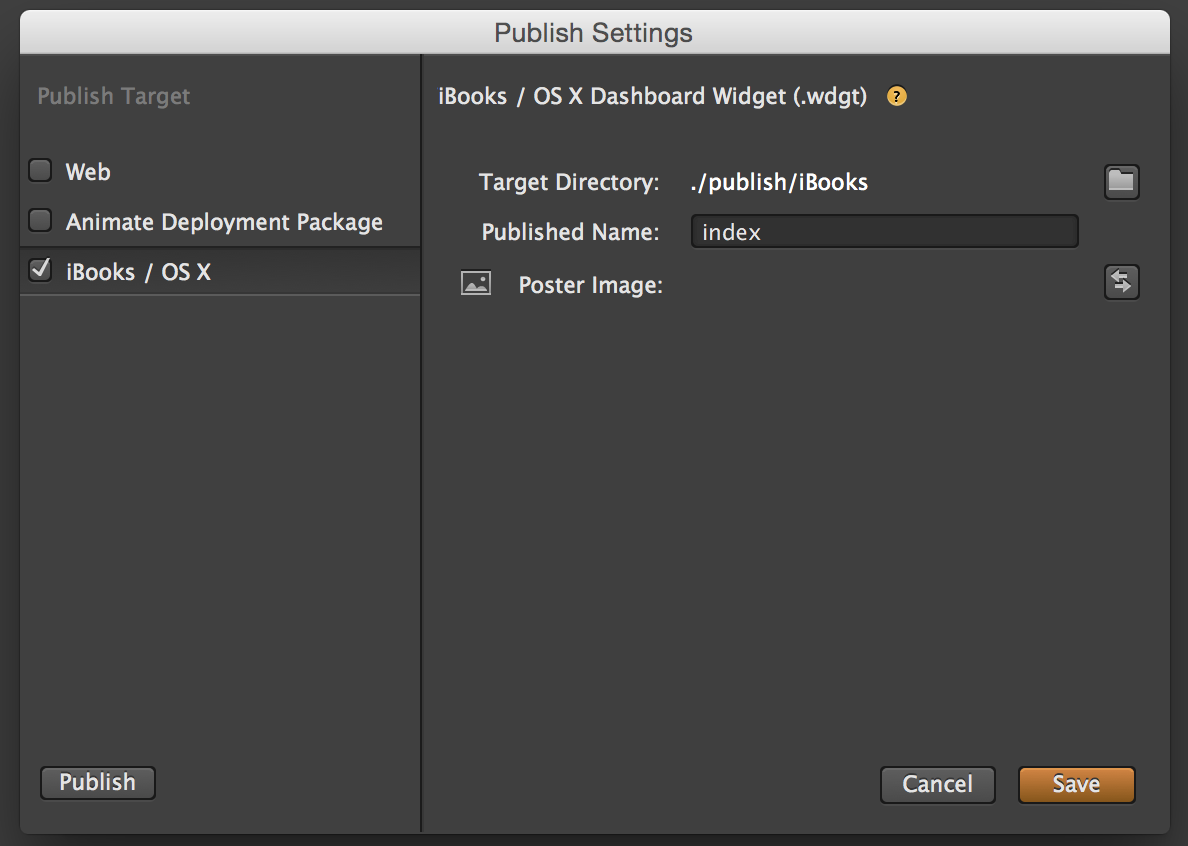 Publish Settings
Publish Target
Web
Animate Deployment Package
iBooks / OS X
iBooks / OS X Dashboard Widget (.wdgt) ?
Target Directory: ./publish/iBooks
Published Name: index
Poster Image:
Publish
Cancel
Save